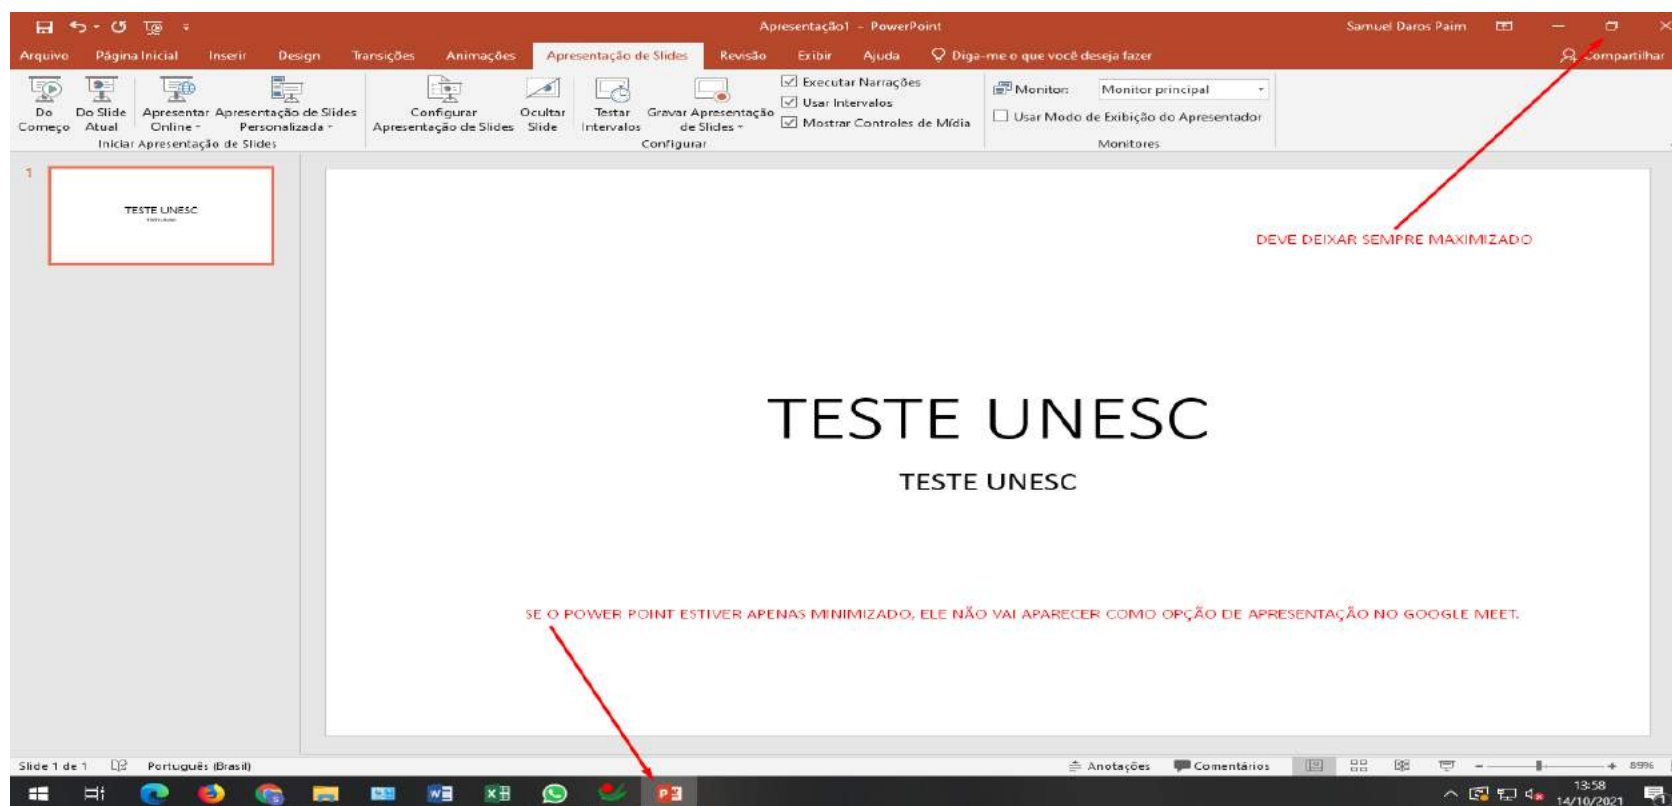 Apresentação1 - PowerPoint
Samuel Daros Paim
Arquivo Página Inicial Inserir Design Transições Animações Apresentação de Slides Revisão Exibir Ajuda Diga-me o que você deseja fazer Compartilhar
Do Começo
Do Slide Atual
Apresentar Online
Apresentação de Slides Personalizada
Iniciar Apresentação de Slides
Configurar Apresentação de Slides
Ocultar Slide
Testar Intervalos
Gravar Apresentação de Slides
Executar Narrações
Usar Intervalos
Mostrar Controles de Mídia
Configurar
Monitor: Monitor principal
Usar Modo de Exibição do Apresentador
Monitores
1
TESTE UNESC
DEVE DEIXAR SEMPRE MAXIMIZADO
TESTE UNESC
TESTE UNESC
SE O POWER POINT ESTIVER APENAS MINIMIZADO, ELE NÃO VAI APARECER COMO OPÇÃO DE APRESENTAÇÃO NO GOOGLE MEET.
Slide 1 de 1 Português (Brasil) Anotações Comentários 89%
13:58
14/10/2021